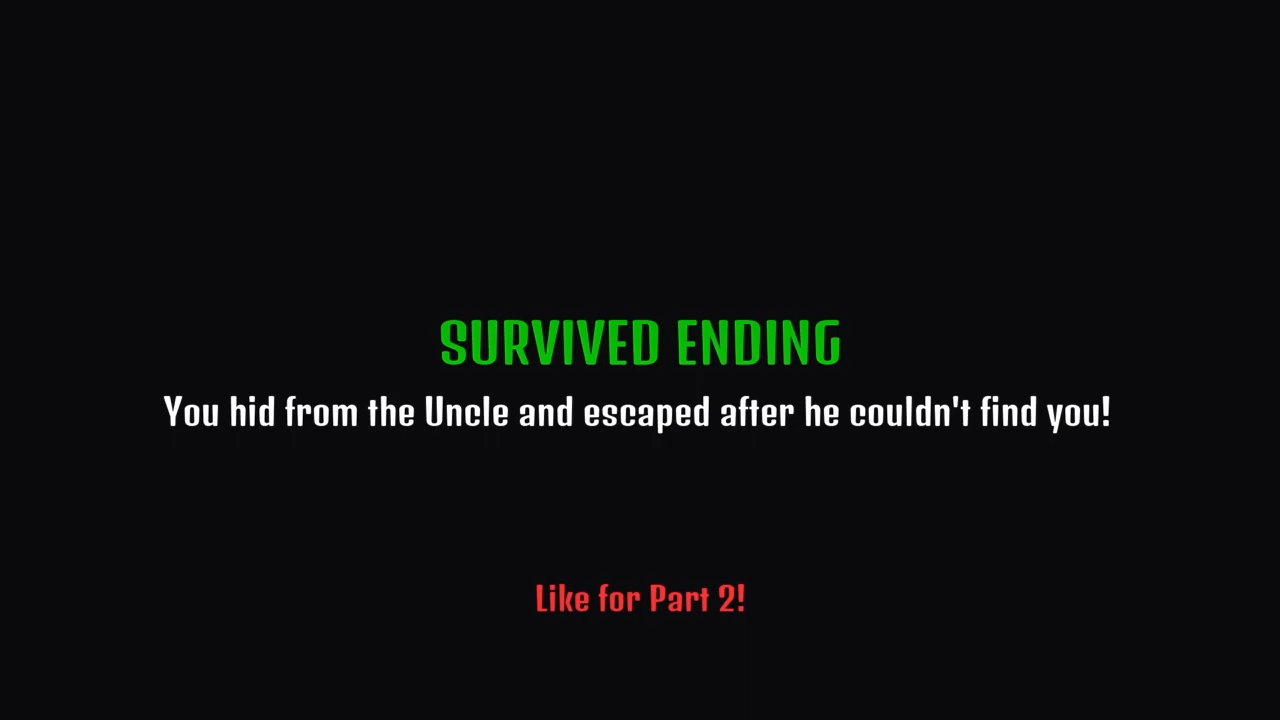 SURVIVED ENDING
You hid from the Uncle and escaped after he couldn't find you!
Like for Part 2!